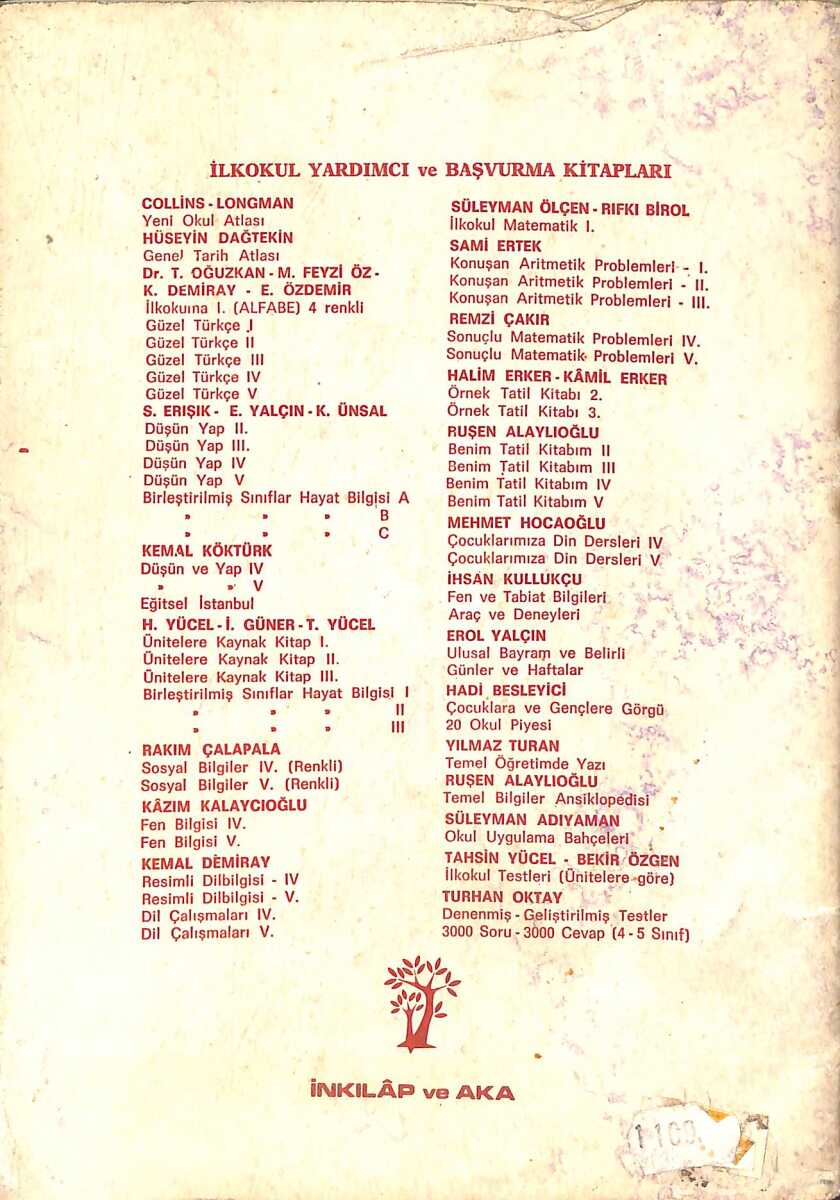 İLKOKUL YARDIMCI ve BAŞVURMA KİTAPLARI
COLLİNS - LONGMAN
Yeni Okul Atlası
HÜSEYİN DAĞTEKİN
Genel Tarih Atlası
Dr. T. OĞUZKAN - M. FEYZİ ÖZ -
K. DEMİRAY - E. ÖZDEMİR
İlkokuına I. (ALFABE) 4 renkli
Güzel Türkçe I
Güzel Türkçe II
Güzel Türkçe III
Güzel Türkçe IV
Güzel Türkçe V
S. ERIŞIK - E. YALÇIN - K. ÜNSAL
Düşün Yap II.
Düşün Yap III.
Düşün Yap IV
Düşün Yap V
Birleştirilmiş Sınıflar Hayat Bilgisi A
» » » B
» » » C
KEMAL KÖKTÜRK
Düşün ve Yap IV
» » V
Eğitsel İstanbul
H. YÜCEL - İ. GÜNER - T. YÜCEL
Ünitelere Kaynak Kitap I.
Ünitelere Kaynak Kitap II.
Ünitelere Kaynak Kitap III.
Birleştirilmiş Sınıflar Hayat Bilgisi I
» » » II
» » » III
RAKIM ÇALAPALA
Sosyal Bilgiler IV. (Renkli)
Sosyal Bilgiler V. (Renkli)
KÂZIM KALAYCIOĞLU
Fen Bilgisi IV.
Fen Bilgisi V.
KEMAL DEMİRAY
Resimli Dilbilgisi - IV
Resimli Dilbilgisi - V.
Dil Çalışmaları IV.
Dil Çalışmaları V.
SÜLEYMAN ÖLÇEN - RIFKI BİROL
İlkokul Matematik I.
SAMİ ERTEK
Konuşan Aritmetik Problemleri - I.
Konuşan Aritmetik Problemleri - II.
Konuşan Aritmetik Problemleri - III.
REMZİ ÇAKIR
Sonuçlu Matematik Problemleri IV.
Sonuçlu Matematik Problemleri V.
HALİM ERKER - KÂMİL ERKER
Örnek Tatil Kitabı 2.
Örnek Tatil Kitabı 3.
RUŞEN ALAYLIOĞLU
Benim Tatil Kitabım II
Benim Tatil Kitabım III
Benim Tatil Kitabım IV
Benim Tatil Kitabım V
MEHMET HOCAOĞLU
Çocuklarımıza Din Dersleri IV
Çocuklarımıza Din Dersleri V
İHSAN KULLUKÇU
Fen ve Tabiat Bilgileri
Araç ve Deneyleri
EROL YALÇIN
Ulusal Bayram ve Belirli
Günler ve Haftalar
HADİ BESLEYİCİ
Çocuklara ve Gençlere Görgü
20 Okul Piyesi
YILMAZ TURAN
Temel Öğretimde Yazı
RUŞEN ALAYLIOĞLU
Temel Bilgiler Ansiklopedisi
SÜLEYMAN ADIYAMAN
Okul Uygulama Bahçeleri
TAHSİN YÜCEL - BEKİR ÖZGEN
İlkokul Testleri (Ünitelere göre)
TURHAN OKTAY
Denenmiş - Geliştirilmiş Testler
3000 Soru - 3000 Cevap (4 - 5 Sınıf)
İNKILÂP ve AKA